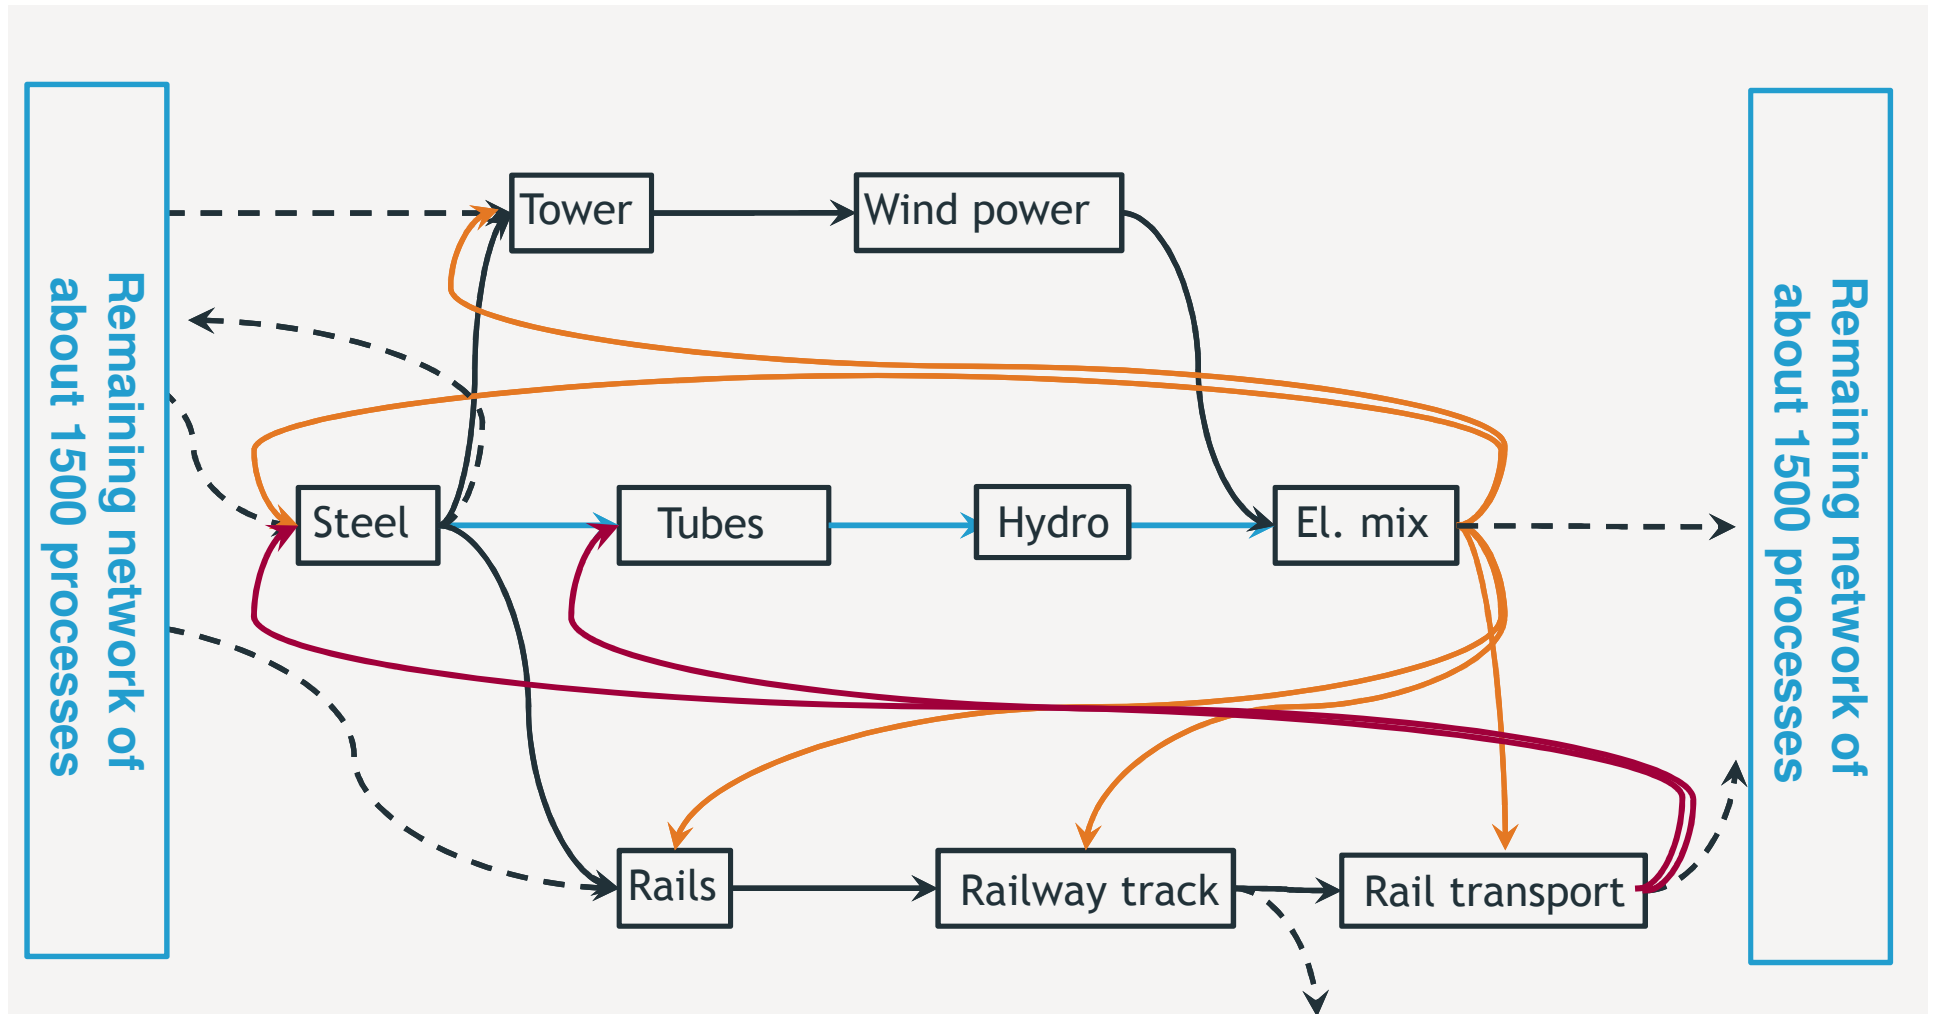 Remaining network of
about 1500 processes
Tower
Wind power
Steel
Tubes
Hydro
El. mix
Rails
Railway track
Rail transport
Remaining network of
about 1500 processes